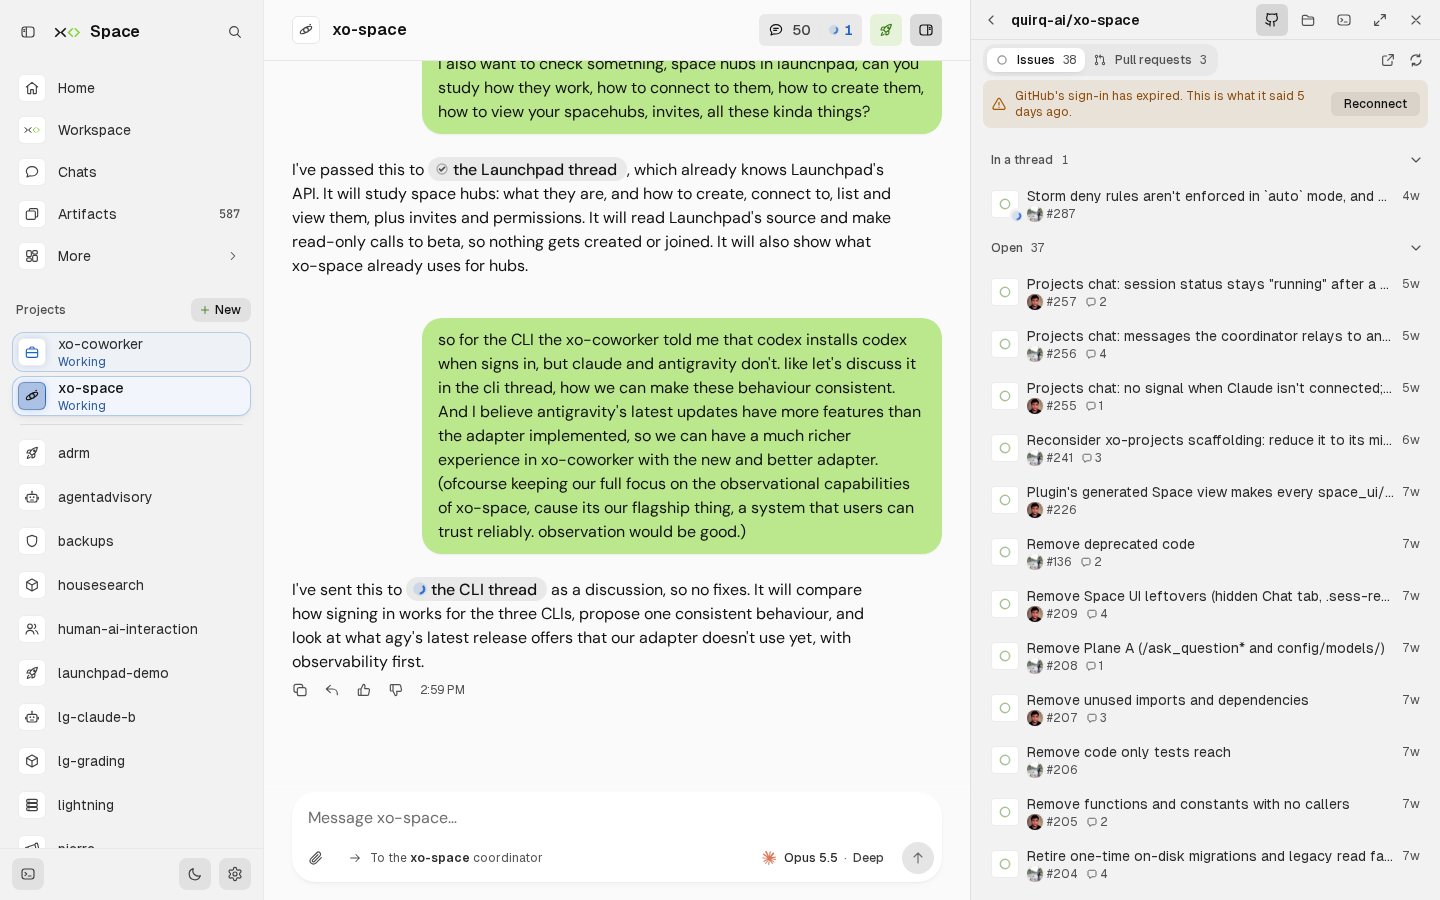 Space
Home
Workspace
Chats
Artifacts 587
More
Projects
New
xo-coworker
Working
xo-space
Working
adrm
agentadvisory
backups
housesearch
human-ai-interaction
launchpad-demo
lg-claude-b
lg-grading
lightning
xo-space
50 1
I also want to check something, space hubs in launchpad, can you
study how they work, how to connect to them, how to create them,
how to view your spacehubs, invites, all these kinda things?
I've passed this to the Launchpad thread, which already knows Launchpad's
API. It will study space hubs: what they are, and how to create, connect to, list and
view them, plus invites and permissions. It will read Launchpad's source and make
read-only calls to beta, so nothing gets created or joined. It will also show what
xo-space already uses for hubs.
so for the CLI the xo-coworker told me that codex installs codex
when signs in, but claude and antigravity don't. like let's discuss it
in the cli thread, how we can make these behaviour consistent.
And I believe antigravity's latest updates have more features than
the adapter implemented, so we can have a much richer
experience in xo-coworker with the new and better adapter.
(ofcourse keeping our full focus on the observational capabilities
of xo-space, cause its our flagship thing, a system that users can
trust reliably. observation would be good.)
I've sent this to the CLI thread as a discussion, so no fixes. It will compare
how signing in works for the three CLIs, propose one consistent behaviour, and
look at what agy's latest release offers that our adapter doesn't use yet, with
observability first.
2:59 PM
Message xo-space...
To the xo-space coordinator
Opus 5.5 · Deep
quirq-ai/xo-space
Issues 38
Pull requests 3
GitHub's sign-in has expired. This is what it said 5
days ago.
Reconnect
In a thread 1
Storm deny rules aren't enforced in `auto` mode, and ... 4w
#287
Open 37
Projects chat: session status stays "running" after a ... 5w
#257 2
Projects chat: messages the coordinator relays to an... 5w
#256 4
Projects chat: no signal when Claude isn't connected;... 5w
#255 1
Reconsider xo-projects scaffolding: reduce it to its mi... 6w
#241 3
Plugin's generated Space view makes every space_ui/... 7w
#226
Remove deprecated code 7w
#136 2
Remove Space UI leftovers (hidden Chat tab, .sess-re... 7w
#209 4
Remove Plane A (/ask_question* and config/models/) 7w
#208 1
Remove unused imports and dependencies 7w
#207 3
Remove code only tests reach 7w
#206
Remove functions and constants with no callers 7w
#205 2
Retire one-time on-disk migrations and legacy read fa... 7w
#204 4